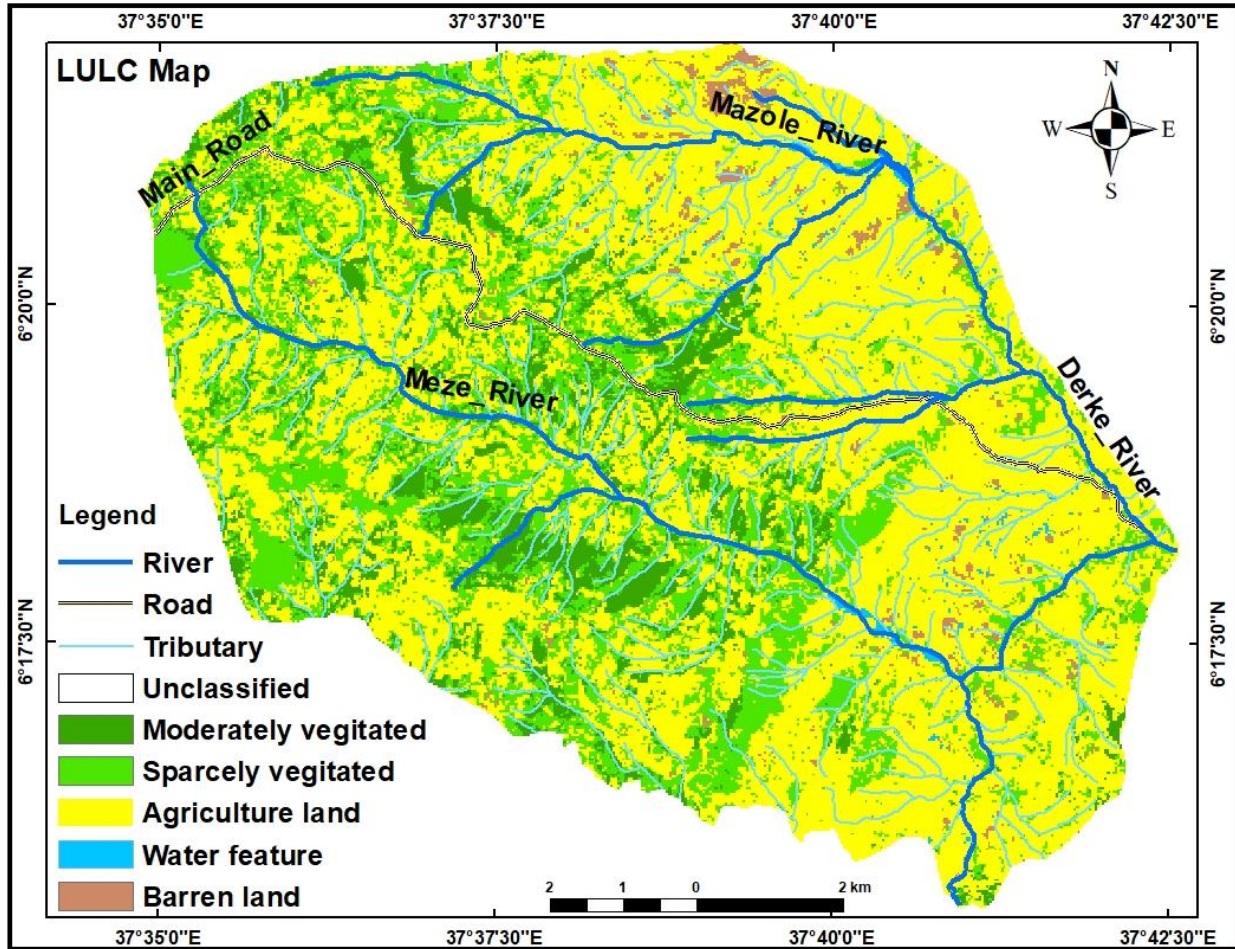 37°35'0"E 37°37'30"E 37°40'0"E 37°42'30"E
LULC Map
N
W E
S
Main_Road
Mazole_River
6°20'0"N
6°20'0"N
Meze_River
Derke_River
Legend
River
Road
Tributary
Unclassified
Moderately vegitated
Sparcely vegitated
Agriculture land
Water feature
Barren land
6°17'30"N
6°17'30"N
2 1 0 2 km
37°35'0"E 37°37'30"E 37°40'0"E 37°42'30"E